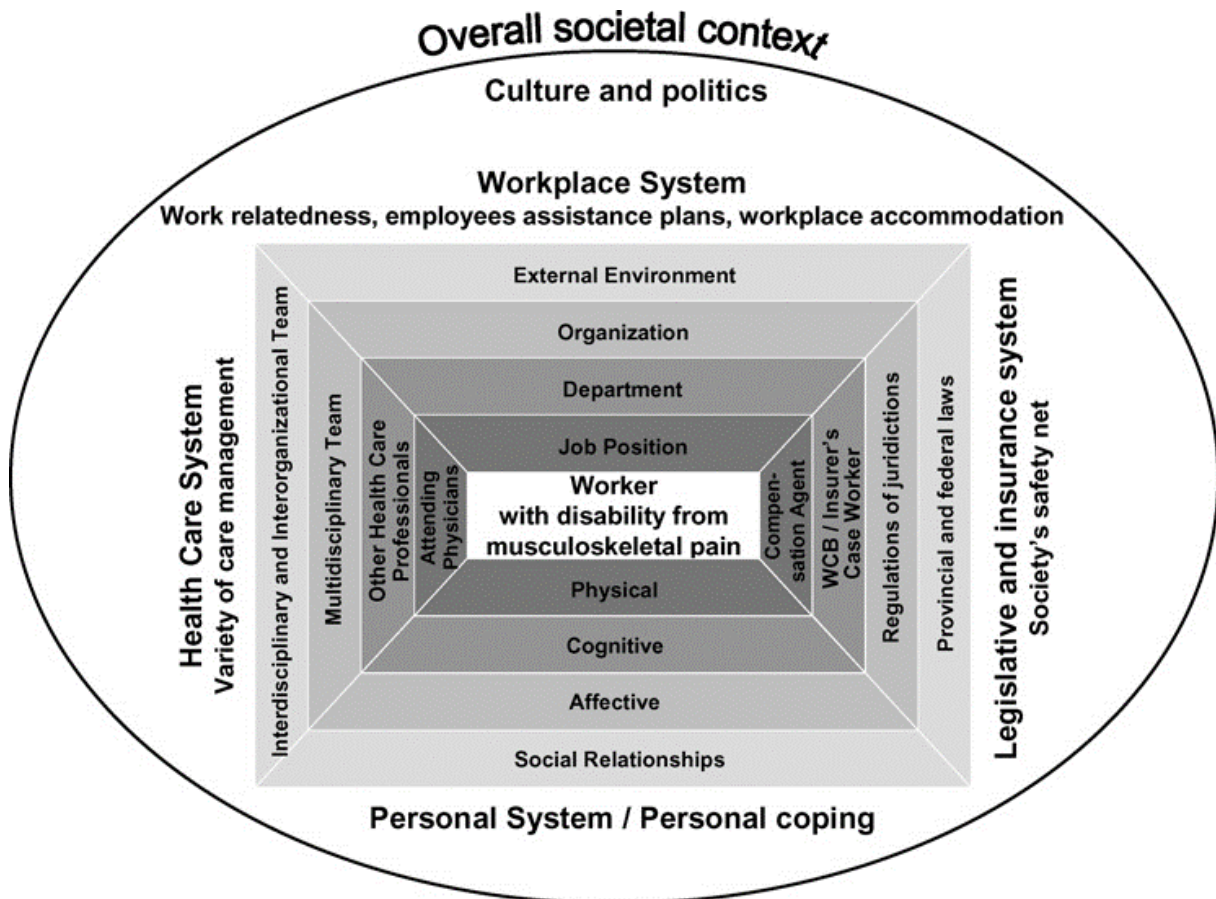 Overall societal context
Culture and politics
Workplace System
Work relatedness, employees assistance plans, workplace accommodation
External Environment
Organization
Department
Job Position
Health Care System
Variety of care management
Interdisciplinary and Interorganizational Team
Multidisciplinary Team
Other Health Care
Professionals
Attending
Physicians
Worker
with disability from
musculoskeletal pain
Compen-
sation Agent
WCB / Insurer's
Case Worker
Regulations of juridictions
Provincial and federal laws
Legislative and insurance system
Society's safety net
Physical
Cognitive
Affective
Social Relationships
Personal System / Personal coping